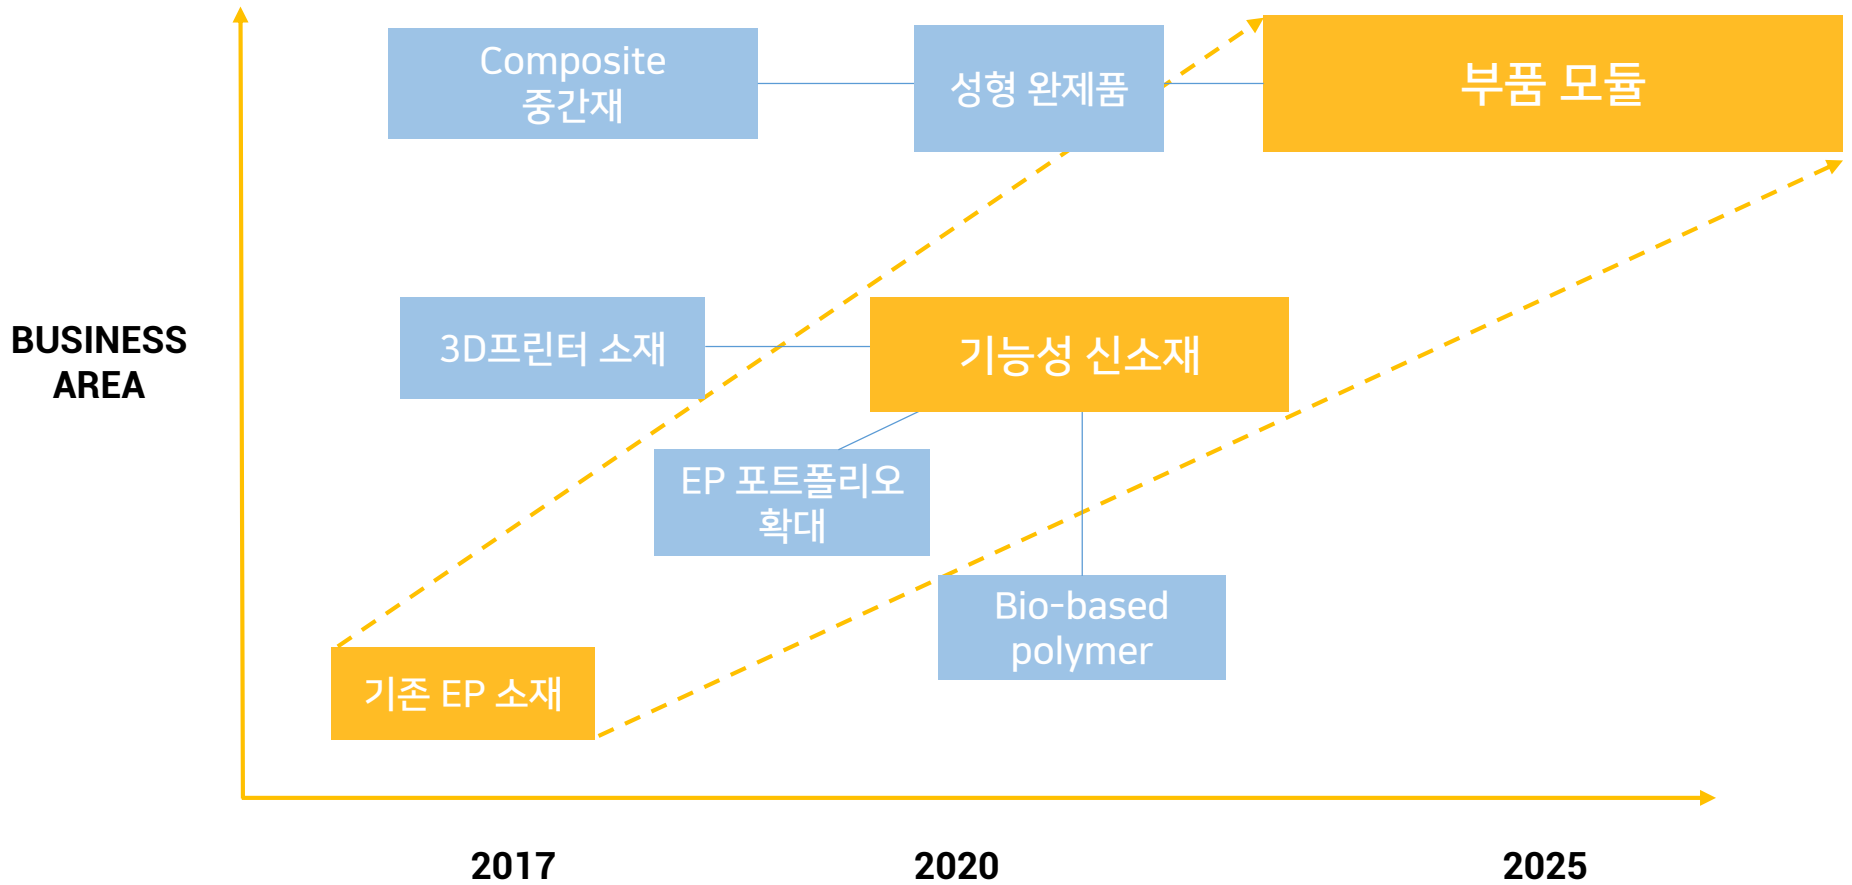 Composite
중간재
성형 완제품
부품 모듈
BUSINESS
AREA
3D프린터 소재
기능성 신소재
EP 포트폴리오
확대
Bio-based
polymer
기존 EP 소재
2017
2020
2025